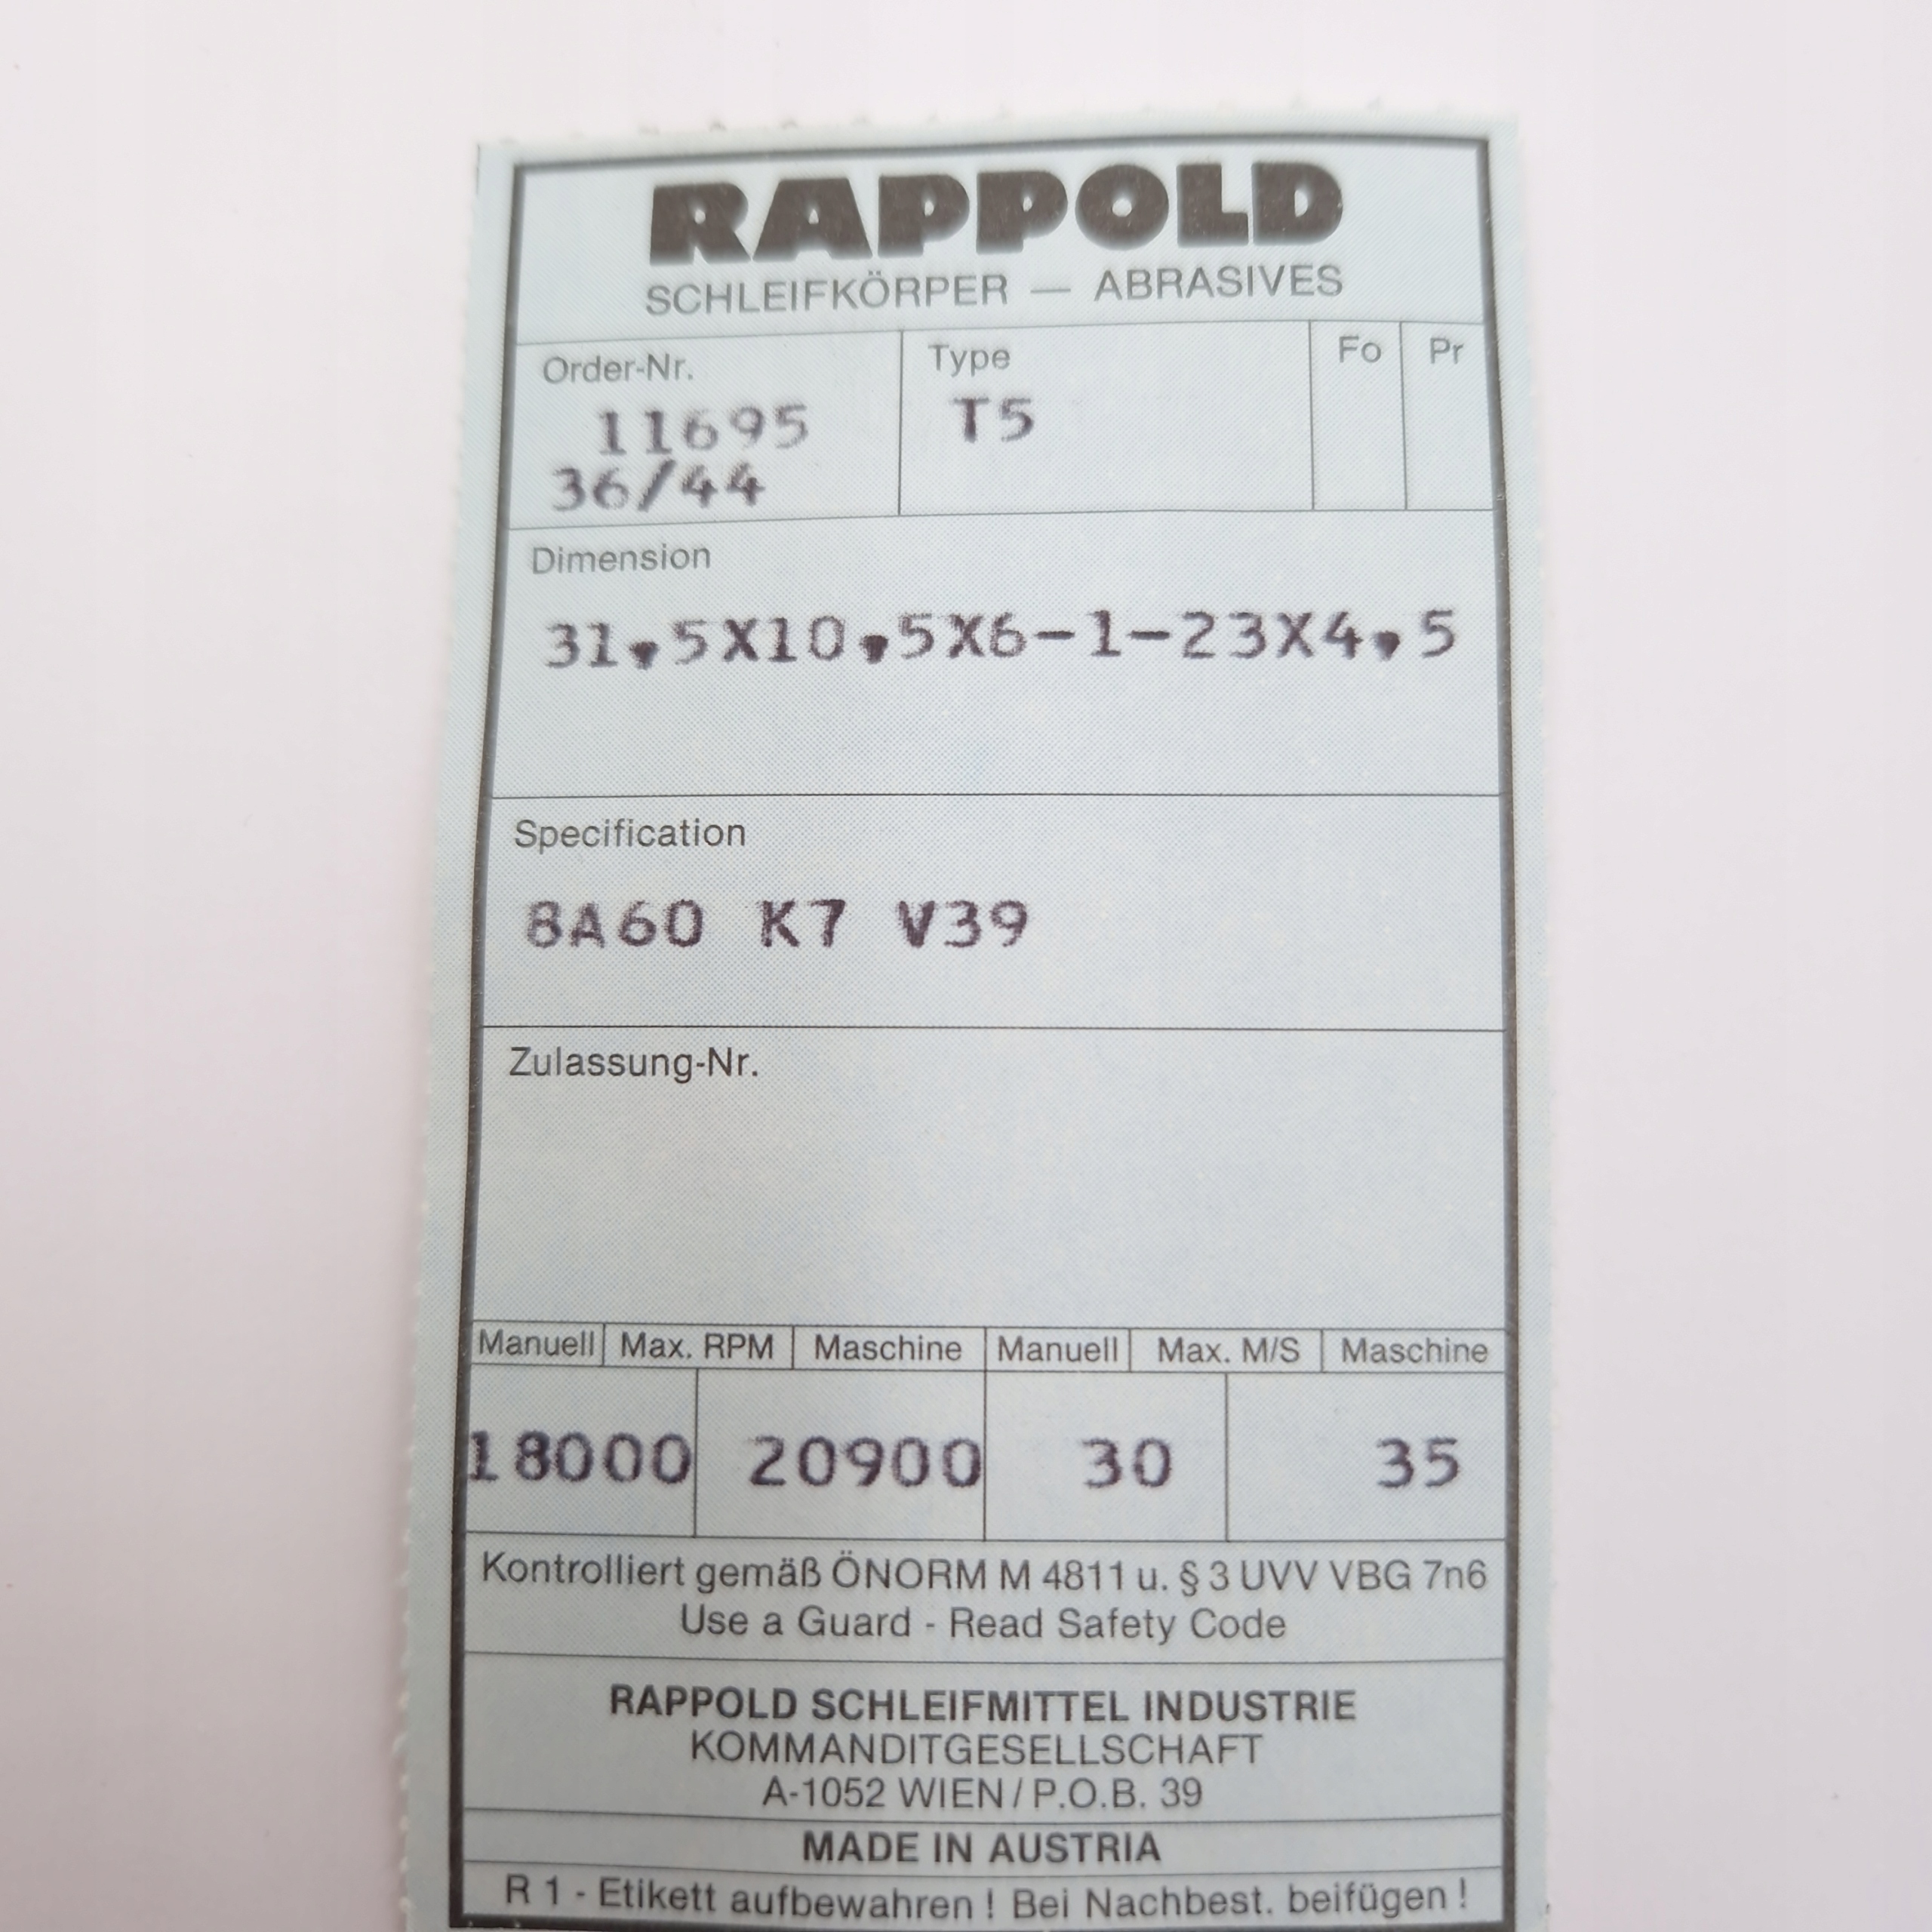 RAPPOLD
SCHLEIFKÖRPER — ABRASIVES
Order-Nr. Type Fo Pr
11695 T5
36/44
Dimension
31,5X10,5X6-1-23X4,5
Specification
8A60 K7 V39
Zulassung-Nr.
Manuell Max. RPM Maschine Manuell Max. M/S Maschine
18000 20900 30 35
Kontrolliert gemäß ÖNORM M 4811 u. § 3 UVV VBG 7n6
Use a Guard - Read Safety Code
RAPPOLD SCHLEIFMITTEL INDUSTRIE
KOMMANDITGESELLSCHAFT
A-1052 WIEN / P.O.B. 39
MADE IN AUSTRIA
R 1 - Etikett aufbewahren ! Bei Nachbest. beifügen !